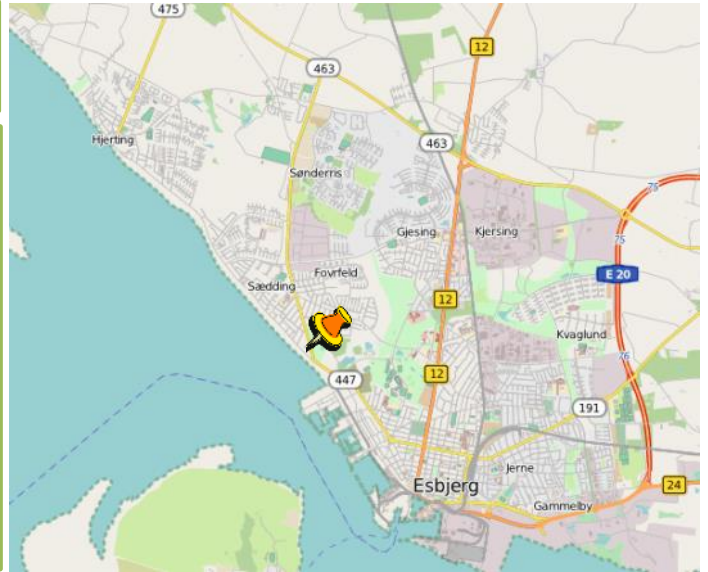 475
12
463
Hjerting
463
Sønderris
75
Gjesing
Kjersing
75
Fovrfeld
E 20
Sædding
12
Kvaglund
76
12
447
191
Jerne
Esbjerg
24
Gammelby